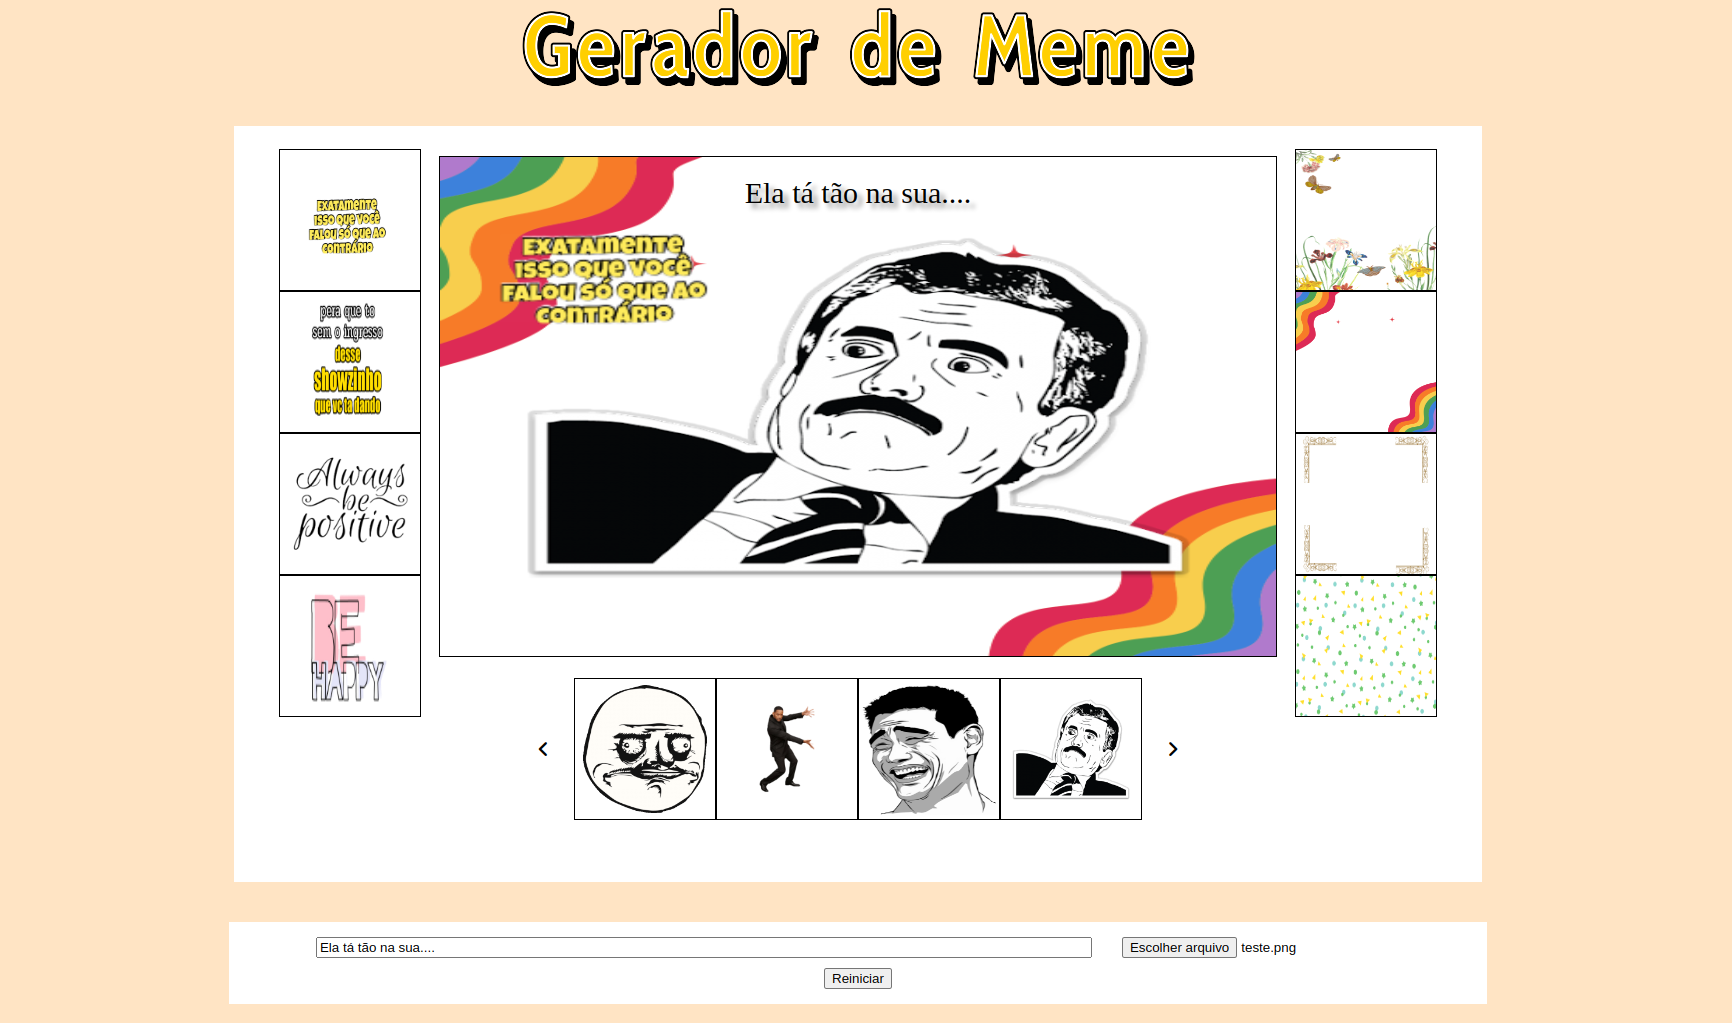 Gerador de Meme
EXATAMENTE
ISSO QUE VOCÊ
FALOU SÓ QUE AO
CONTRÁRIO
pera que to
sem o ingresso
desse
showzinho
que vc ta dando
Always
be
positive
BE
HAPPY
Ela tá tão na sua....
EXATAMENTE
ISSO QUE VOCÊ
FALOU SÓ QUE AO
CONTRÁRIO
Ela tá tão na sua....
Escolher arquivo teste.png
Reiniciar